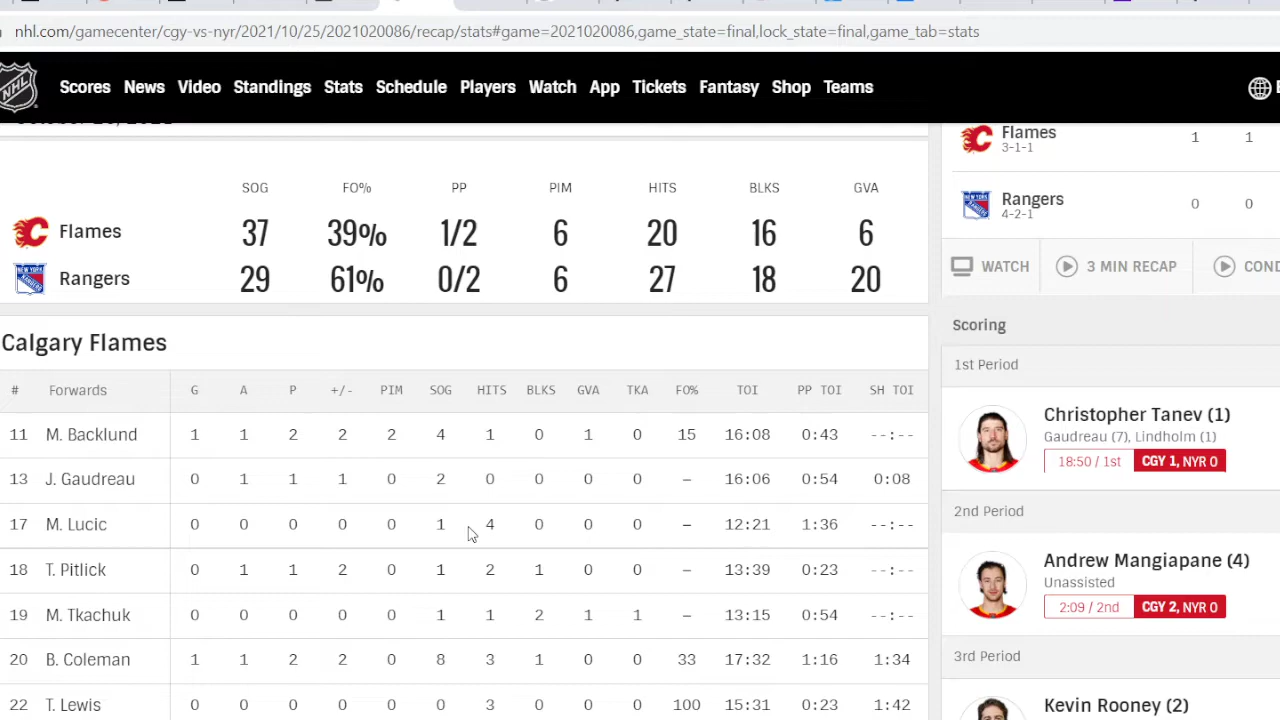 nhl.com/gamecenter/cgy-vs-nyr/2021/10/25/2021020086/recap/stats#game=2021020086,game_state=final,lock_state=final,game_tab=stats
NHL Scores News Video Standings Stats Schedule Players Watch App Tickets Fantasy Shop Teams
SOG FO% PP PIM HITS BLKS GVA
Flames 37 39% 1/2 6 20 16 6
NEW YORK RANGERS Rangers 29 61% 0/2 6 27 18 20
Calgary Flames
# Forwards G A P +/- PIM SOG HITS BLKS GVA TKA FO% TOI PP TOI SH TOI
11 M. Backlund 1 1 2 2 2 4 1 0 1 0 15 16:08 0:43 --:--
13 J. Gaudreau 0 1 1 1 0 2 0 0 0 0 – 16:06 0:54 0:08
17 M. Lucic 0 0 0 0 0 1 4 0 0 0 – 12:21 1:36 --:--
18 T. Pitlick 0 1 1 2 0 1 2 1 0 0 – 13:39 0:23 --:--
19 M. Tkachuk 0 0 0 0 0 1 1 2 1 1 – 13:15 0:54 --:--
20 B. Coleman 1 1 2 2 0 8 3 1 0 0 33 17:32 1:16 1:34
22 T. Lewis 0 0 0 0 0 0 3 0 0 0 100 15:31 0:23 1:42
Flames 1 1
3-1-1
Rangers 0 0
4-2-1
WATCH 3 MIN RECAP COND
Scoring
1st Period
Christopher Tanev (1)
Gaudreau (7), Lindholm (1)
18:50 / 1st CGY 1, NYR 0
2nd Period
Andrew Mangiapane (4)
Unassisted
2:09 / 2nd CGY 2, NYR 0
3rd Period
Kevin Rooney (2)